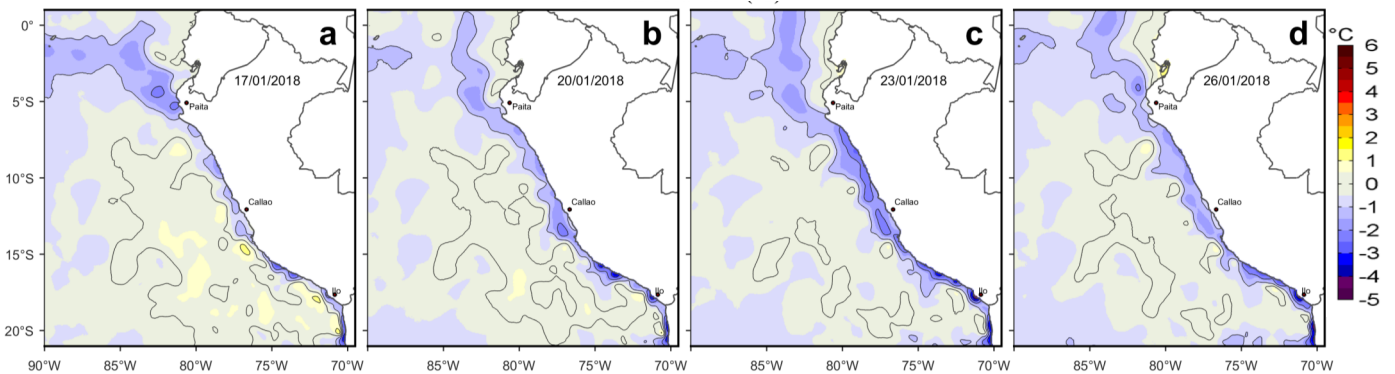 a
b
c
d
°C
0°
17/01/2018
20/01/2018
23/01/2018
26/01/2018
5°S
Paita
Paita
Paita
Paita
10°S
Callao
Callao
Callao
Callao
15°S
Ilo
Ilo
Ilo
Ilo
20°S
90°W 85°W 80°W 75°W 70°W
85°W 80°W 75°W 70°W
85°W 80°W 75°W 70°W
85°W 80°W 75°W 70°W
6
5
4
3
2
1
0
-1
-2
-3
-4
-5